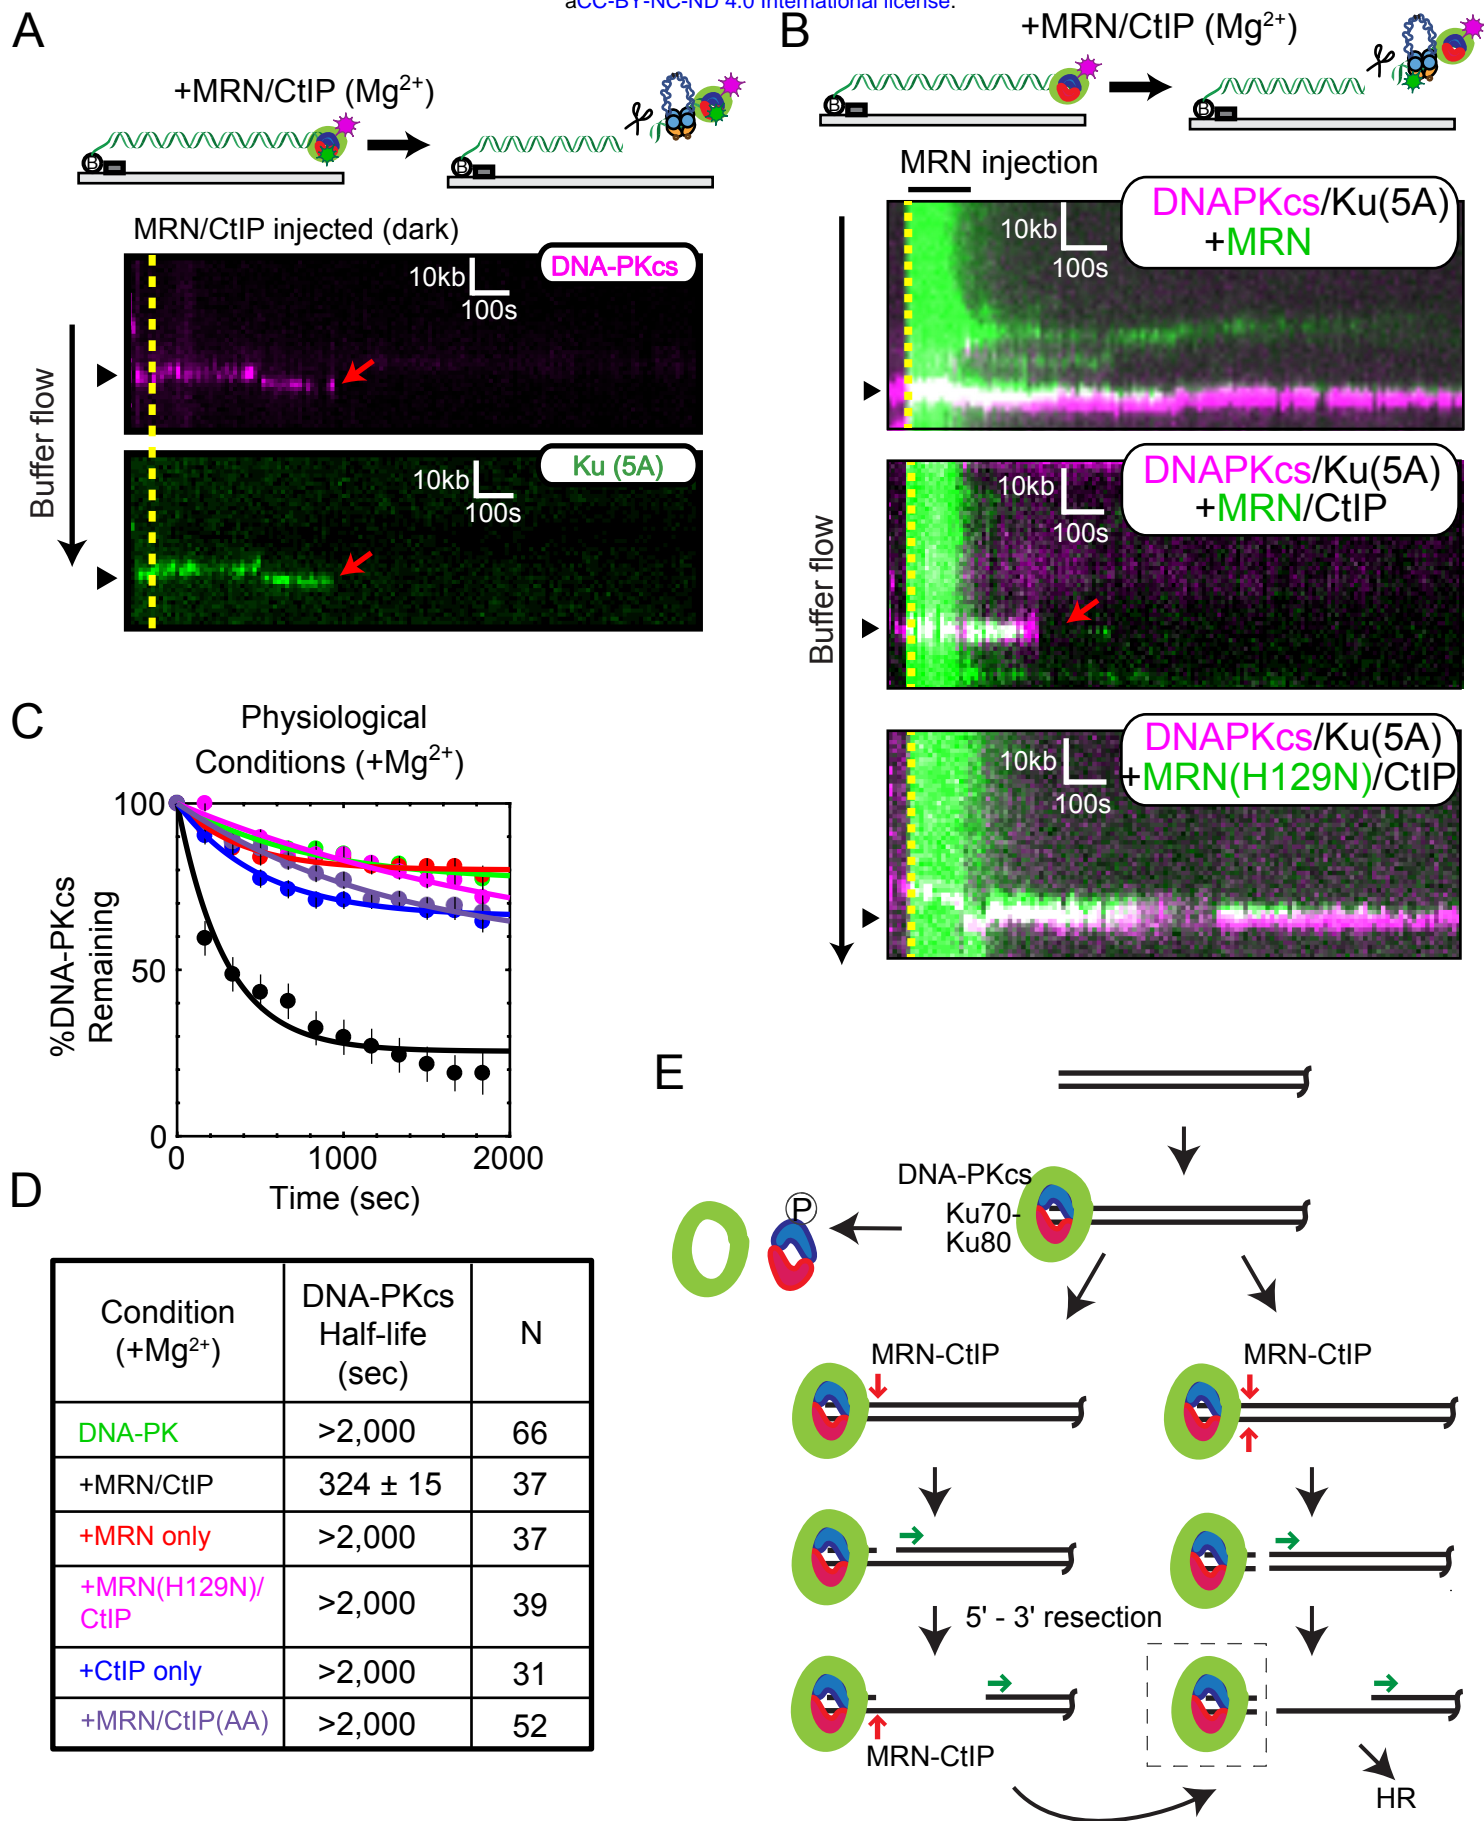 aCC-BY-NC-ND 4.0 International license.
A
+MRN/CtIP (Mg²⁺)
B
B
MRN/CtIP injected (dark)
DNA-PKcs
10kb
100s
Ku (5A)
10kb
100s
Buffer flow
B
+MRN/CtIP (Mg²⁺)
B
B
MRN injection
DNAPKcs/Ku(5A)
+MRN
10kb
100s
DNAPKcs/Ku(5A)
+MRN/CtIP
10kb
100s
DNAPKcs/Ku(5A)
+MRN(H129N)/CtIP
10kb
100s
Buffer flow
C
Physiological
Conditions (+Mg²⁺)
100
50
0
0 1000 2000
%DNA-PKcs
Remaining
Time (sec)
D
Condition
(+Mg²⁺)
DNA-PKcs
Half-life
(sec)
N
DNA-PK >2,000 66
+MRN/CtIP 324 ± 15 37
+MRN only >2,000 37
+MRN(H129N)/
CtIP >2,000 39
+CtIP only >2,000 31
+MRN/CtIP(AA) >2,000 52
E
DNA-PKcs
Ku70-
Ku80
P
MRN-CtIP MRN-CtIP
5' - 3' resection
MRN-CtIP
HR